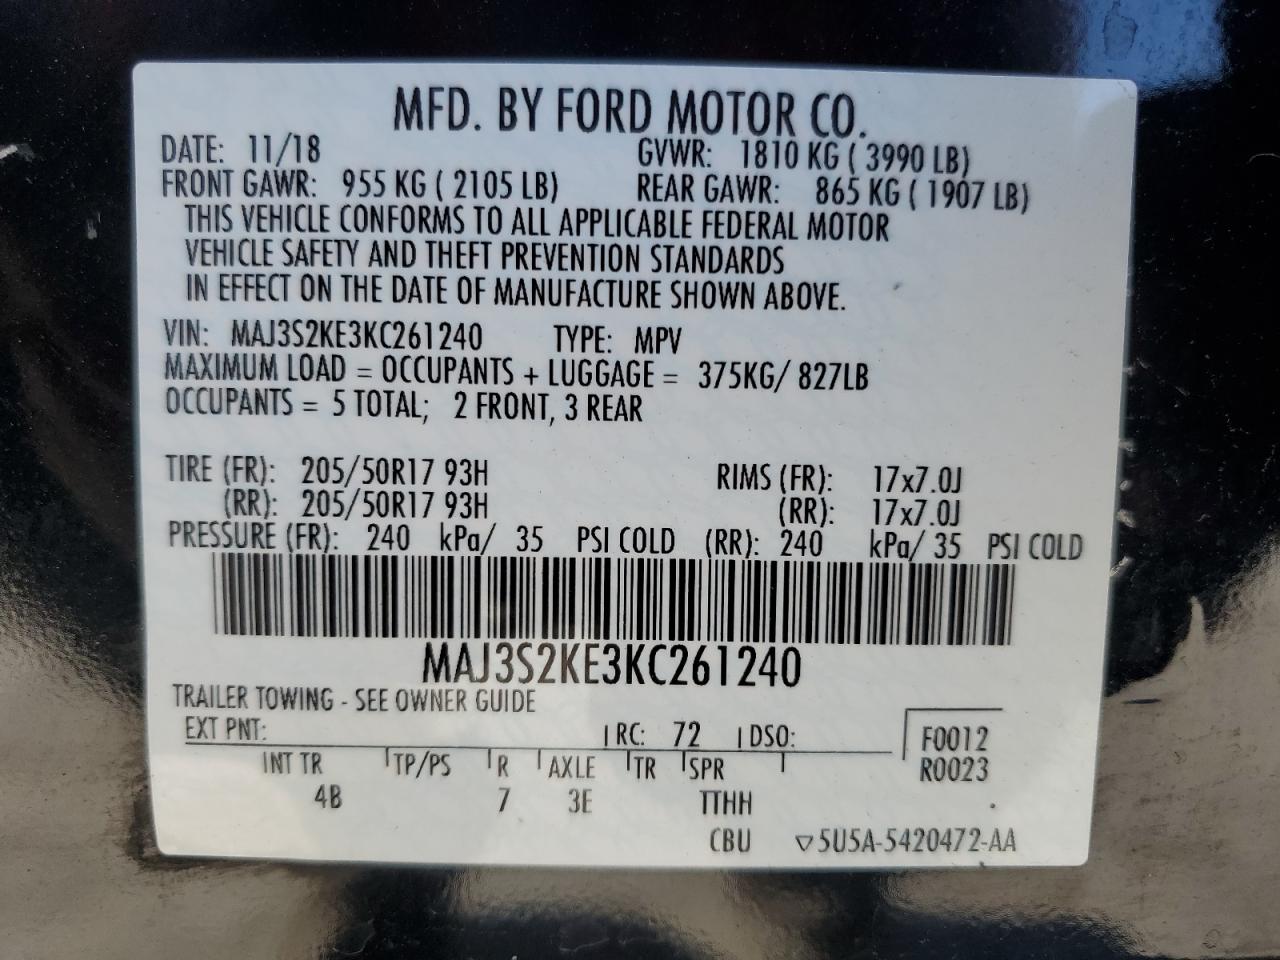 MFD. BY FORD MOTOR CO.
DATE: 11/18 GVWR: 1810 KG ( 3990 LB)
FRONT GAWR: 955 KG ( 2105 LB) REAR GAWR: 865 KG ( 1907 LB)
THIS VEHICLE CONFORMS TO ALL APPLICABLE FEDERAL MOTOR
VEHICLE SAFETY AND THEFT PREVENTION STANDARDS
IN EFFECT ON THE DATE OF MANUFACTURE SHOWN ABOVE.
VIN: MAJ3S2KE3KC261240 TYPE: MPV
MAXIMUM LOAD = OCCUPANTS + LUGGAGE = 375KG/ 827LB
OCCUPANTS = 5 TOTAL; 2 FRONT, 3 REAR
TIRE (FR): 205/50R17 93H RIMS (FR): 17x7.0J
(RR): 205/50R17 93H (RR): 17x7.0J
PRESSURE (FR): 240 kPa/ 35 PSI COLD (RR): 240 kPa/ 35 PSI COLD
MAJ3S2KE3KC261240
TRAILER TOWING - SEE OWNER GUIDE
EXT PNT: RC: 72 DSO: F0012
INT TR TP/PS R AXLE TR SPR R0023
4B 7 3E TTHH
CBU ▽5U5A-5420472-AA